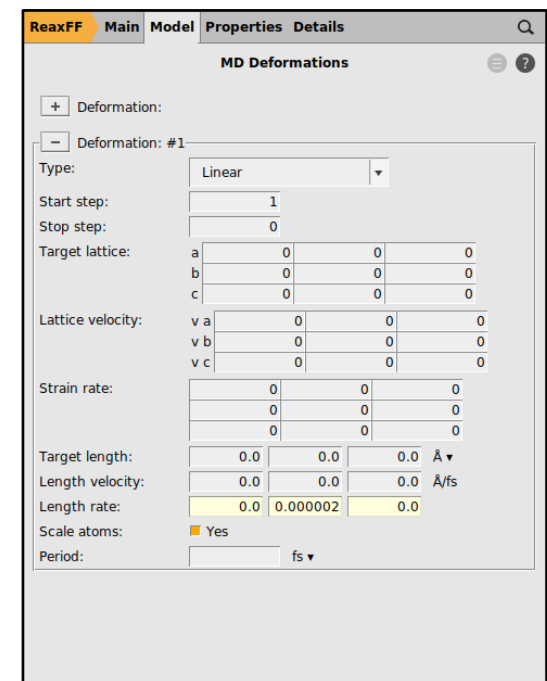 ReaxFF Main Model Properties Details
MD Deformations
?
+ Deformation:
− Deformation: #1
Type: Linear
Start step: 1
Stop step: 0
Target lattice: a 0 0 0
b 0 0 0
c 0 0 0
Lattice velocity: v a 0 0 0
v b 0 0 0
v c 0 0 0
Strain rate: 0 0 0
0 0 0
0 0 0
Target length: 0.0 0.0 0.0 Å
Length velocity: 0.0 0.0 0.0 Å/fs
Length rate: 0.0 0.000002 0.0
Scale atoms: Yes
Period: fs